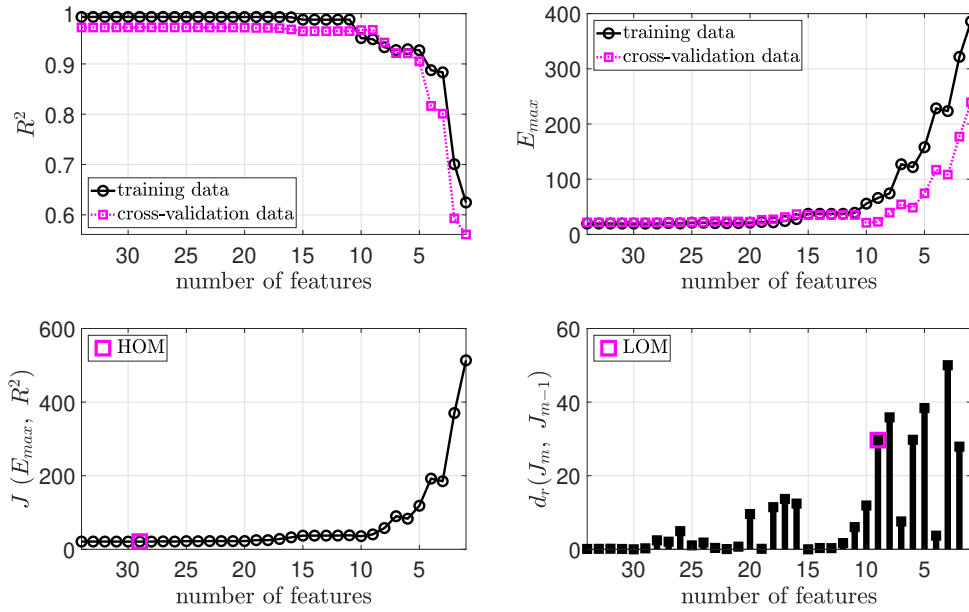 1
0.9
0.8
0.7
0.6
R²
training data
cross-validation data
30 25 20 15 10 5
number of features
400
300
200
100
0
E_max
training data
cross-validation data
30 25 20 15 10 5
number of features
600
400
200
0
J (E_max, R²)
HOM
30 25 20 15 10 5
number of features
60
40
20
0
d_r(J_m, J_{m−1})
LOM
30 25 20 15 10 5
number of features